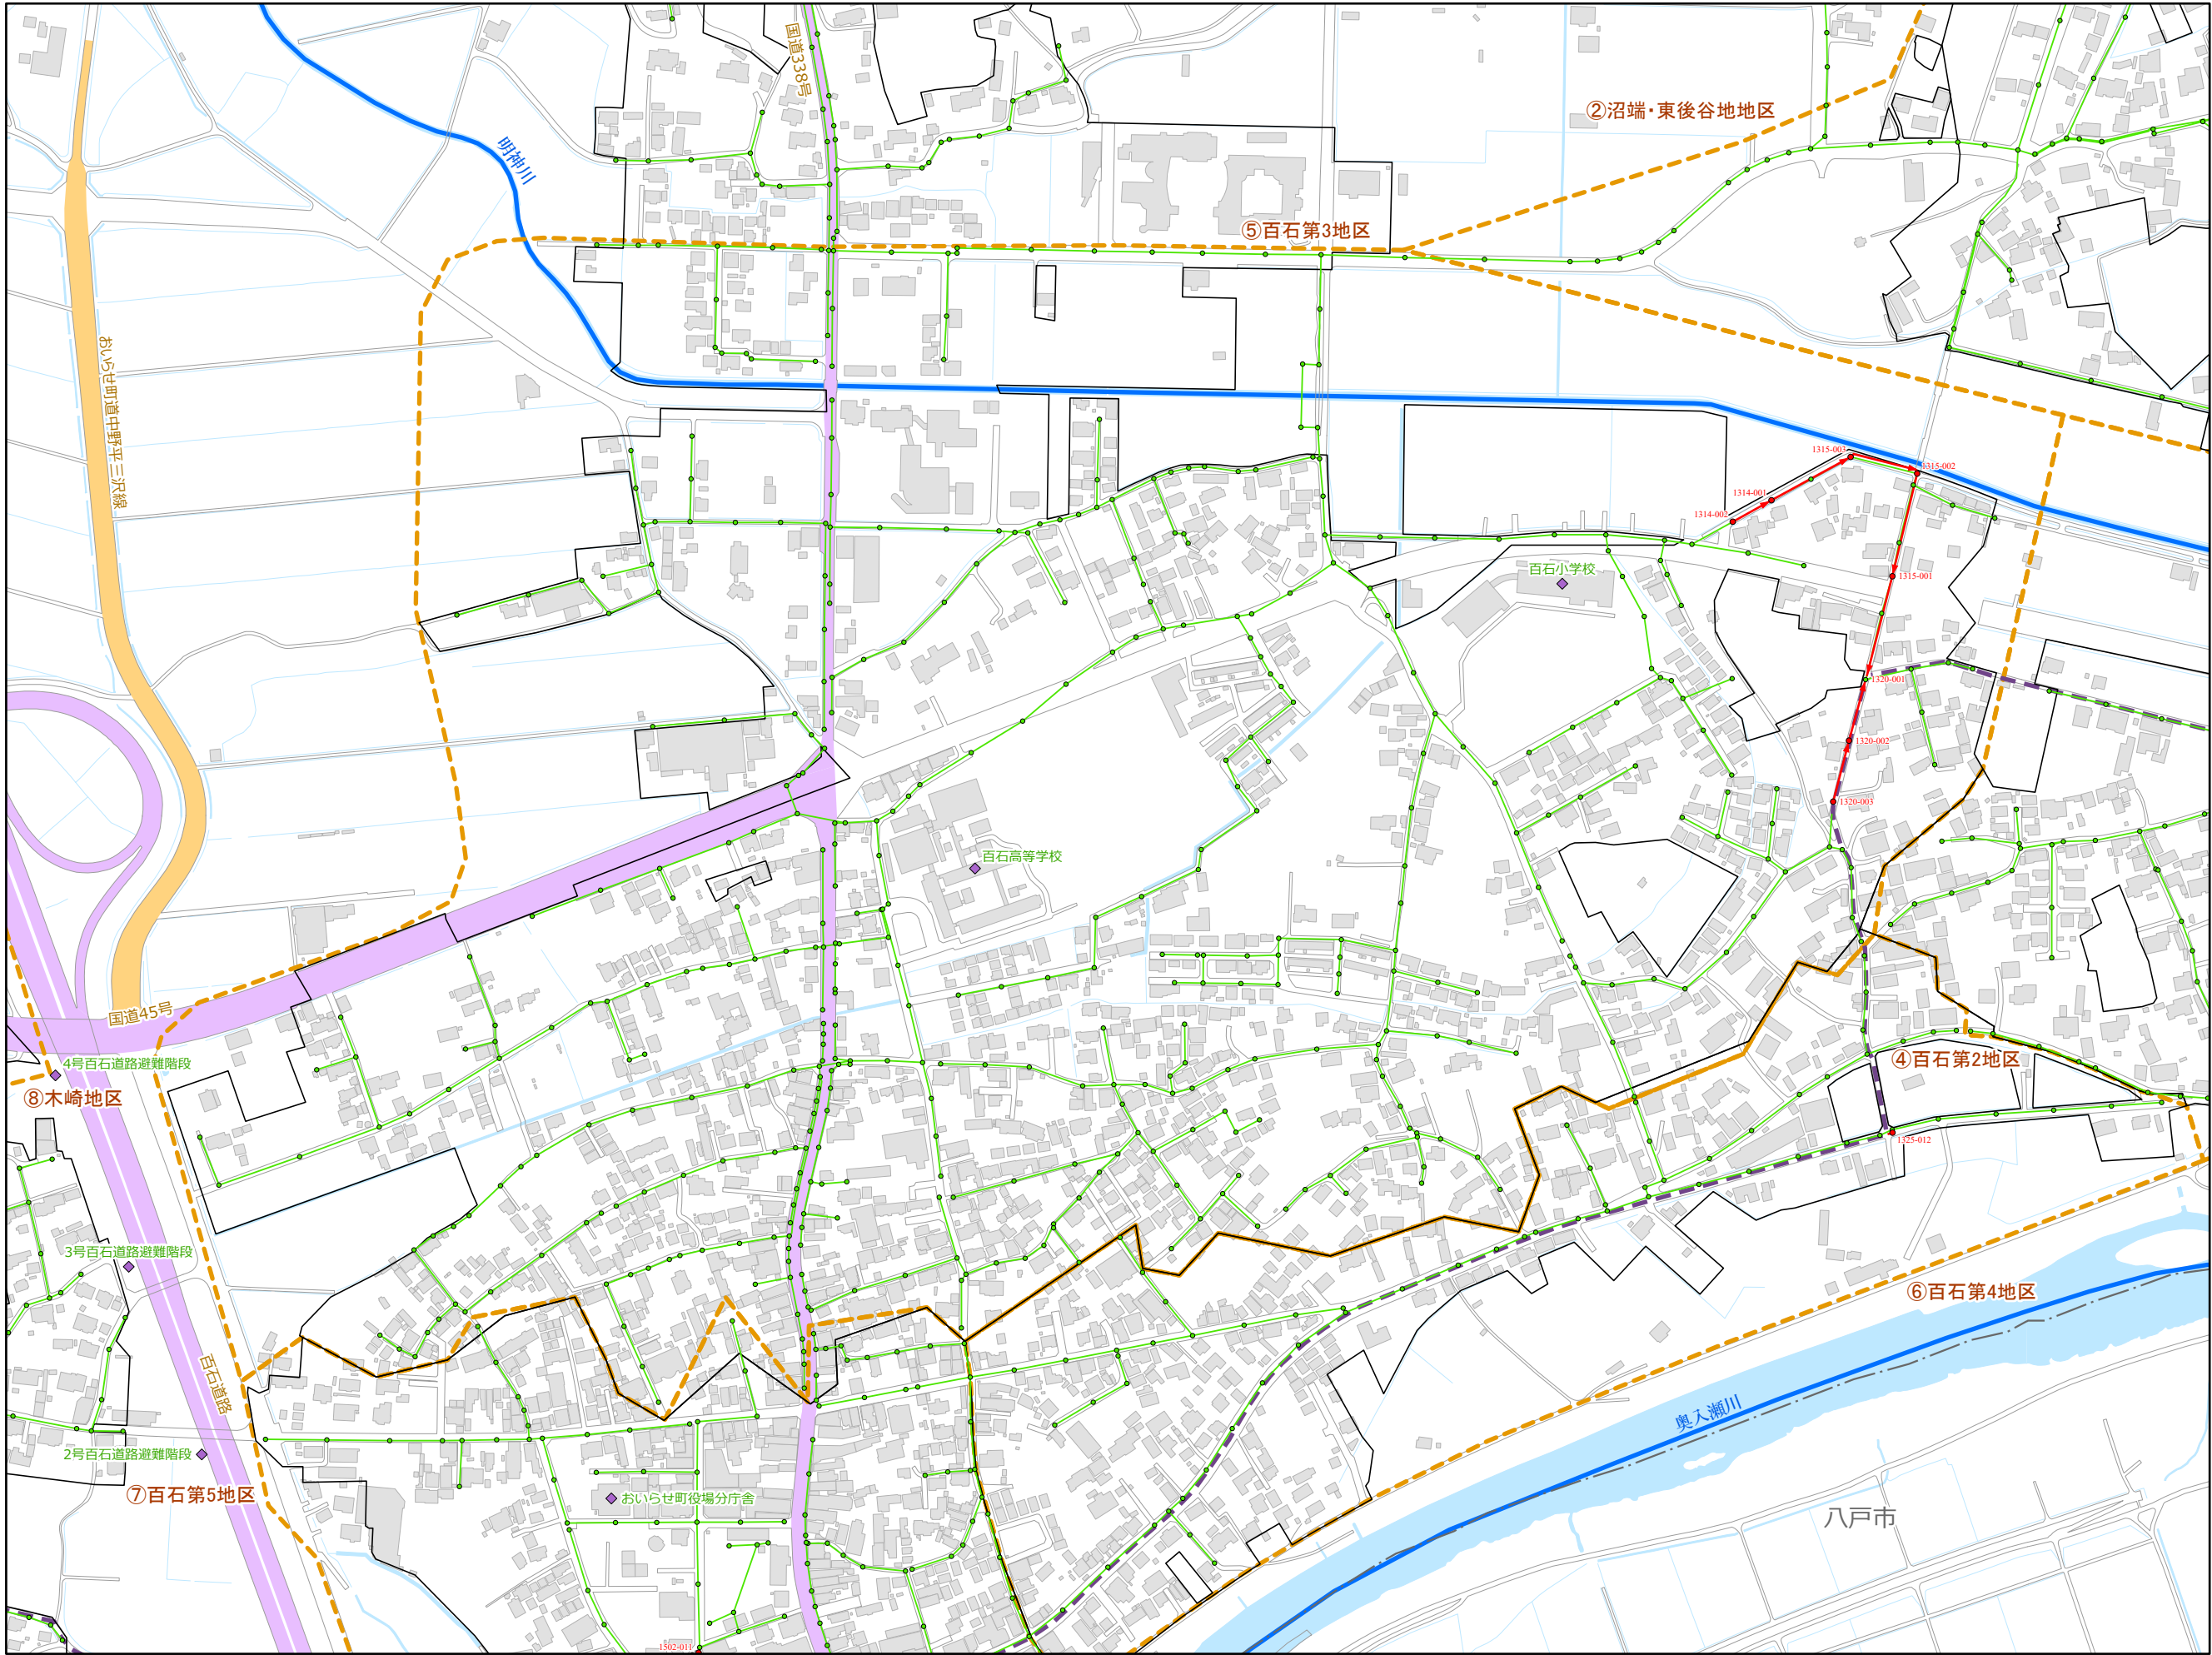 国道338号
②沼端・東後谷地地区
明神川
⑤百石第3地区
おいらせ町道中野平三沢線
1315-003
1315-002
1314-001
1314-002
百石小学校
1315-001
1320-001
1320-002
1320-003
百石高等学校
国道45号
4号百石道路避難階段
④百石第2地区
⑧木崎地区
1325-012
3号百石道路避難階段
⑥百石第4地区
百石道路
奥入瀬川
2号百石道路避難階段
⑦百石第5地区
おいらせ町役場分庁舎
八戸市
1502-011